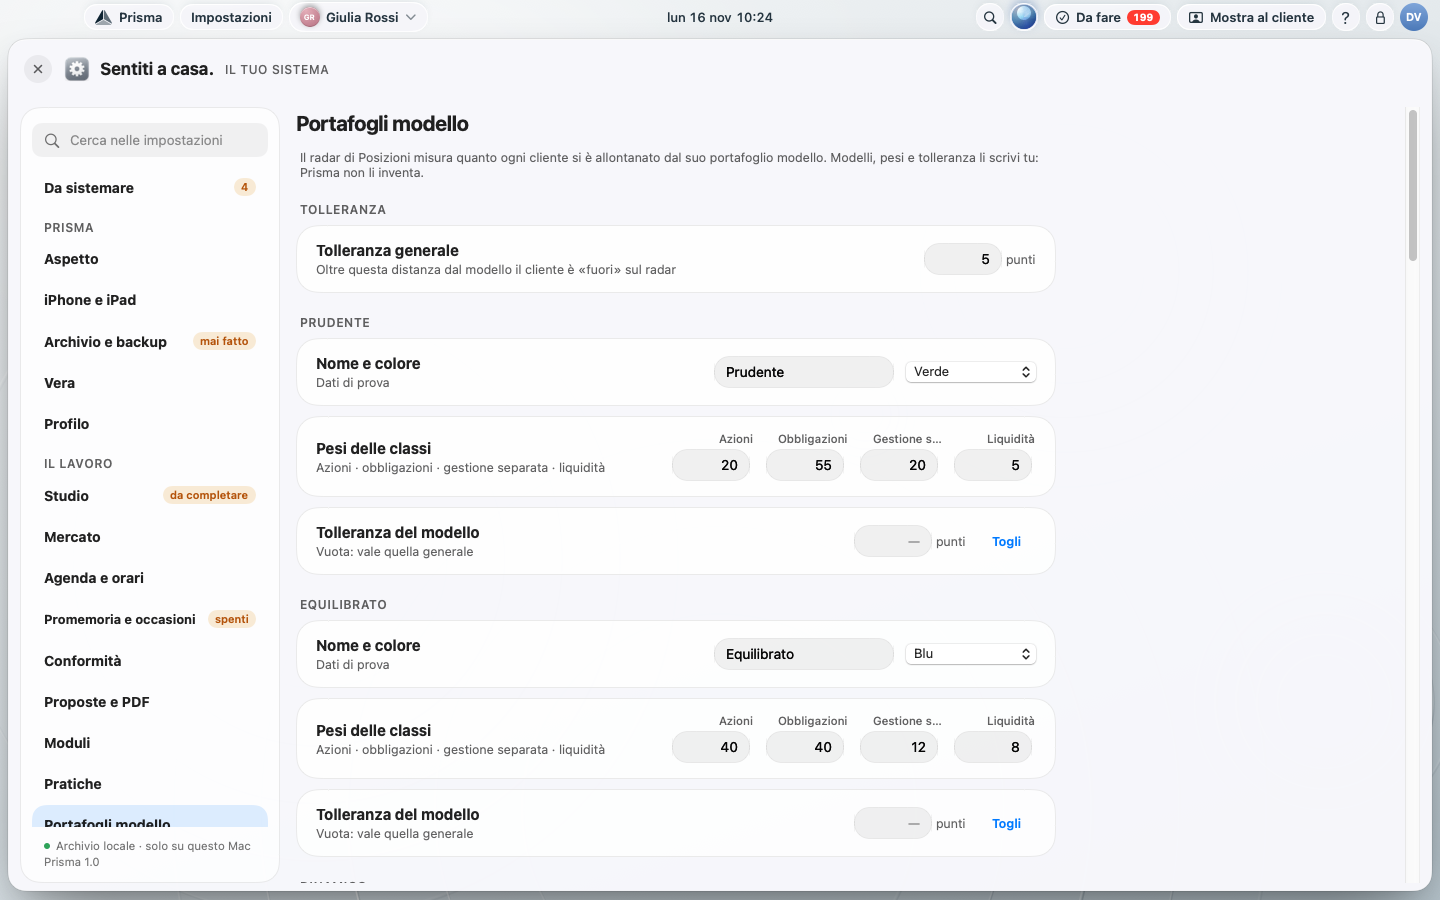 Prisma
Impostazioni
GR Giulia Rossi
lun 16 nov 10:24
Da fare 199
Mostra al cliente
?
DV
Sentiti a casa. IL TUO SISTEMA
Cerca nelle impostazioni
Da sistemare 4
PRISMA
Aspetto
iPhone e iPad
Archivio e backup mai fatto
Vera
Profilo
IL LAVORO
Studio da completare
Mercato
Agenda e orari
Promemoria e occasioni spenti
Conformità
Proposte e PDF
Moduli
Pratiche
Portafogli modello
Archivio locale · solo su questo Mac
Prisma 1.0
Portafogli modello
Il radar di Posizioni misura quanto ogni cliente si è allontanato dal suo portafoglio modello. Modelli, pesi e tolleranza li scrivi tu:
Prisma non li inventa.
TOLLERANZA
Tolleranza generale
Oltre questa distanza dal modello il cliente è «fuori» sul radar
5 punti
PRUDENTE
Nome e colore
Dati di prova
Prudente
Verde
Pesi delle classi
Azioni · obbligazioni · gestione separata · liquidità
Azioni Obbligazioni Gestione s... Liquidità
20 55 20 5
Tolleranza del modello
Vuota: vale quella generale
— punti Togli
EQUILIBRATO
Nome e colore
Dati di prova
Equilibrato
Blu
Pesi delle classi
Azioni · obbligazioni · gestione separata · liquidità
Azioni Obbligazioni Gestione s... Liquidità
40 40 12 8
Tolleranza del modello
Vuota: vale quella generale
— punti Togli